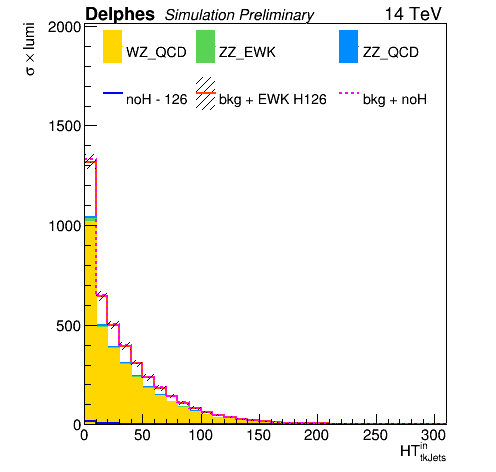 Delphes Simulation Preliminary 14 TeV
σ × lumi
2000
1500
1000
500
0
WZ_QCD ZZ_EWK ZZ_QCD
noH - 126 bkg + EWK H126 bkg + noH
0 50 100 150 200 250 300
HT^in_tkJets